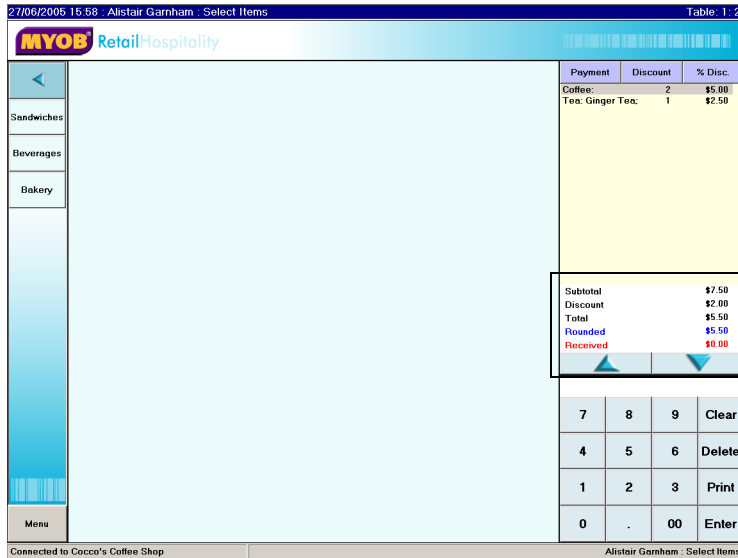 27/06/2005 15:58 : Alistair Garnham : Select Items Table: 1: 2
MYOB RetailHospitality
Payment Discount % Disc.
Coffee: 2 $5.00
Tea: Ginger Tea; 1 $2.50
Sandwiches
Beverages
Bakery
Subtotal $7.50
Discount $2.00
Total $5.50
Rounded $5.50
Received $0.00
7 8 9 Clear
4 5 6 Delete
1 2 3 Print
0 . 00 Enter
Menu
Connected to Cocco's Coffee Shop Alistair Garnham : Select Items